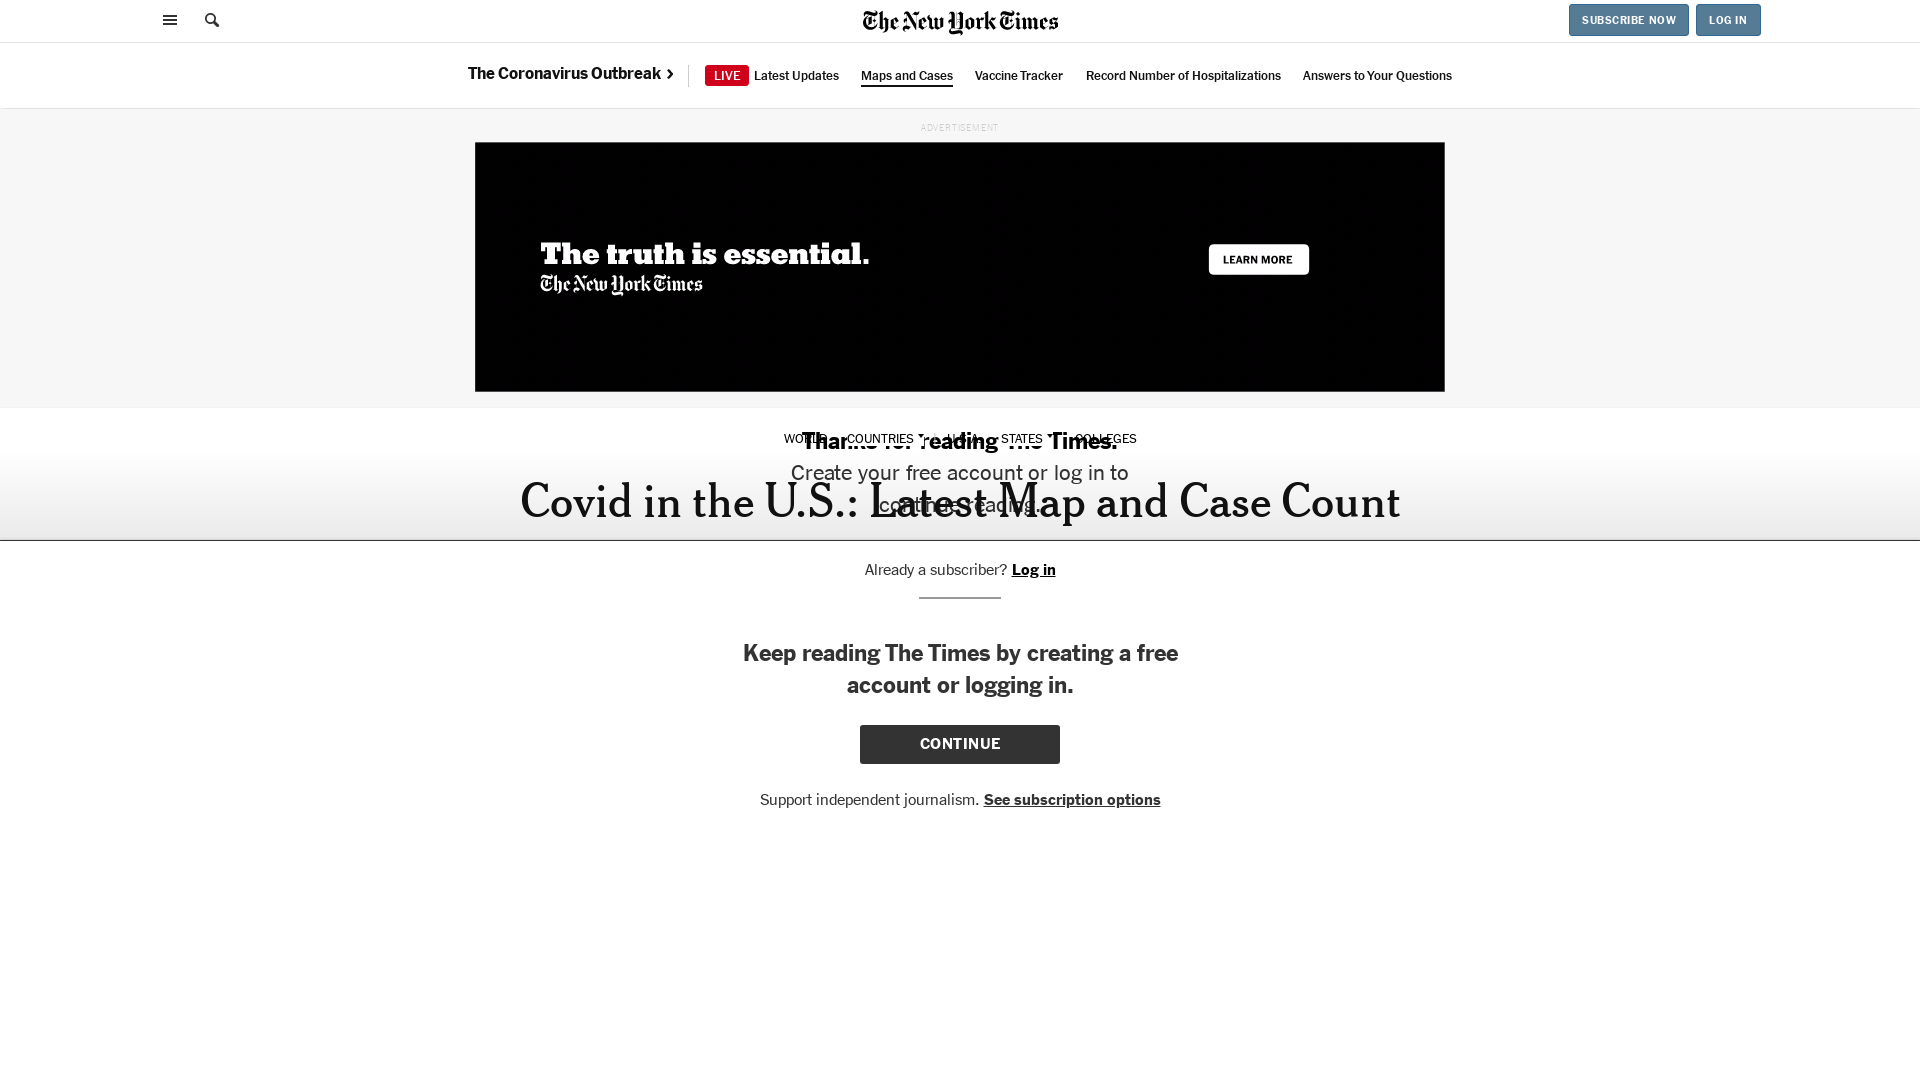 The New York Times
SUBSCRIBE NOW
LOG IN
The Coronavirus Outbreak
LIVE Latest Updates
Maps and Cases
Vaccine Tracker
Record Number of Hospitalizations
Answers to Your Questions
ADVERTISEMENT
The truth is essential.
The New York Times
LEARN MORE
WORLD COUNTRIES U.S.A. STATES COLLEGES
Thanks for reading The Times.
Create your free account or log in to
continue reading.
Covid in the U.S.: Latest Map and Case Count
Already a subscriber? Log in
Keep reading The Times by creating a free
account or logging in.
CONTINUE
Support independent journalism. See subscription options